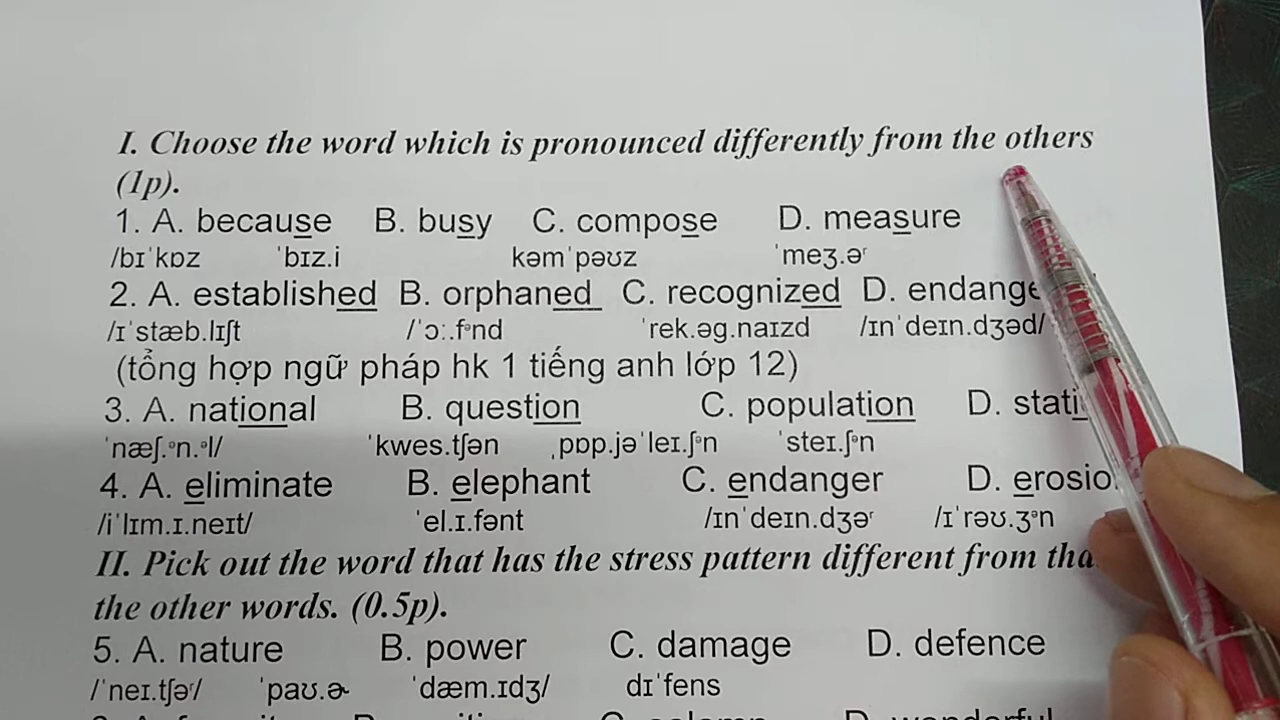 I. Choose the word which is pronounced differently from the others
(1p).
1. A. because B. busy C. compose D. measure
/bɪˈkɒz ˈbɪz.i kəmˈpəʊz ˈmeʒ.əʳ
2. A. established B. orphaned C. recognized D.
/ɪˈstæb.lɪʃt /ˈɔː.fᵊnd ˈrek.əg.naɪzd /ɪnˈdeɪn.dʒəd/
(tổng hợp ngữ pháp hk 1 tiếng anh lớp 12)
3. A. national B. question C. population D.
ˈnæʃ.ᵊn.ᵊl/ ˈkwes.tʃən ˌpɒp.jəˈleɪ.ʃᵊn ˈsteɪ.ʃᵊn
4. A. eliminate B. elephant C. endanger D.
/iˈlɪm.ɪ.neɪt/ ˈel.ɪ.fənt /ɪnˈdeɪn.dʒəʳ /ɪˈrəʊ.ʒᵊn
II. Pick out the word that has the stress pattern different from
the other words. (0.5p).
5. A. nature B. power C. damage D. defence
/ˈneɪ.tʃəʳ/ ˈpaʊ.ɚ ˈdæm.ɪdʒ/ dɪˈfens